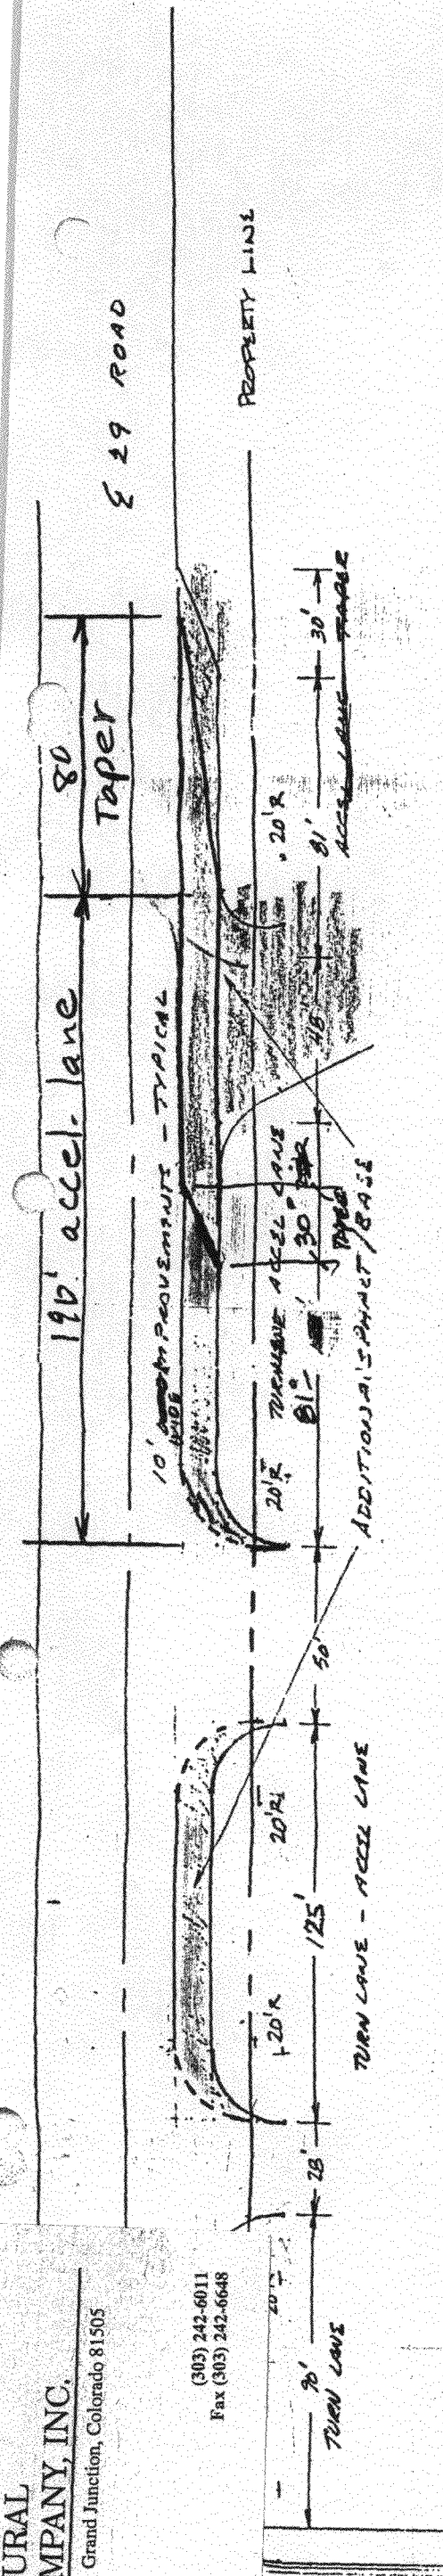 URAL
MPANY, INC.
Grand Junction, Colorado 81505
(303) 242-6011
Fax (303) 242-6648
190' accel. lane
80
Taper
℄ 29 ROAD
10' IMPROVEMENTS - TYPICAL
WIDE
PROPERTY LINE
20'R
20'R
20'R
20'R
TURNLANE ACCEL LANE
90'
28'
125'
50'
81'
30'
48
81'
30'
TURN LANE
TURN LANE - ACCEL LANE
TAPER
ACCEL LANE TAPER
ADDITIONAL ASPHALT/BASE